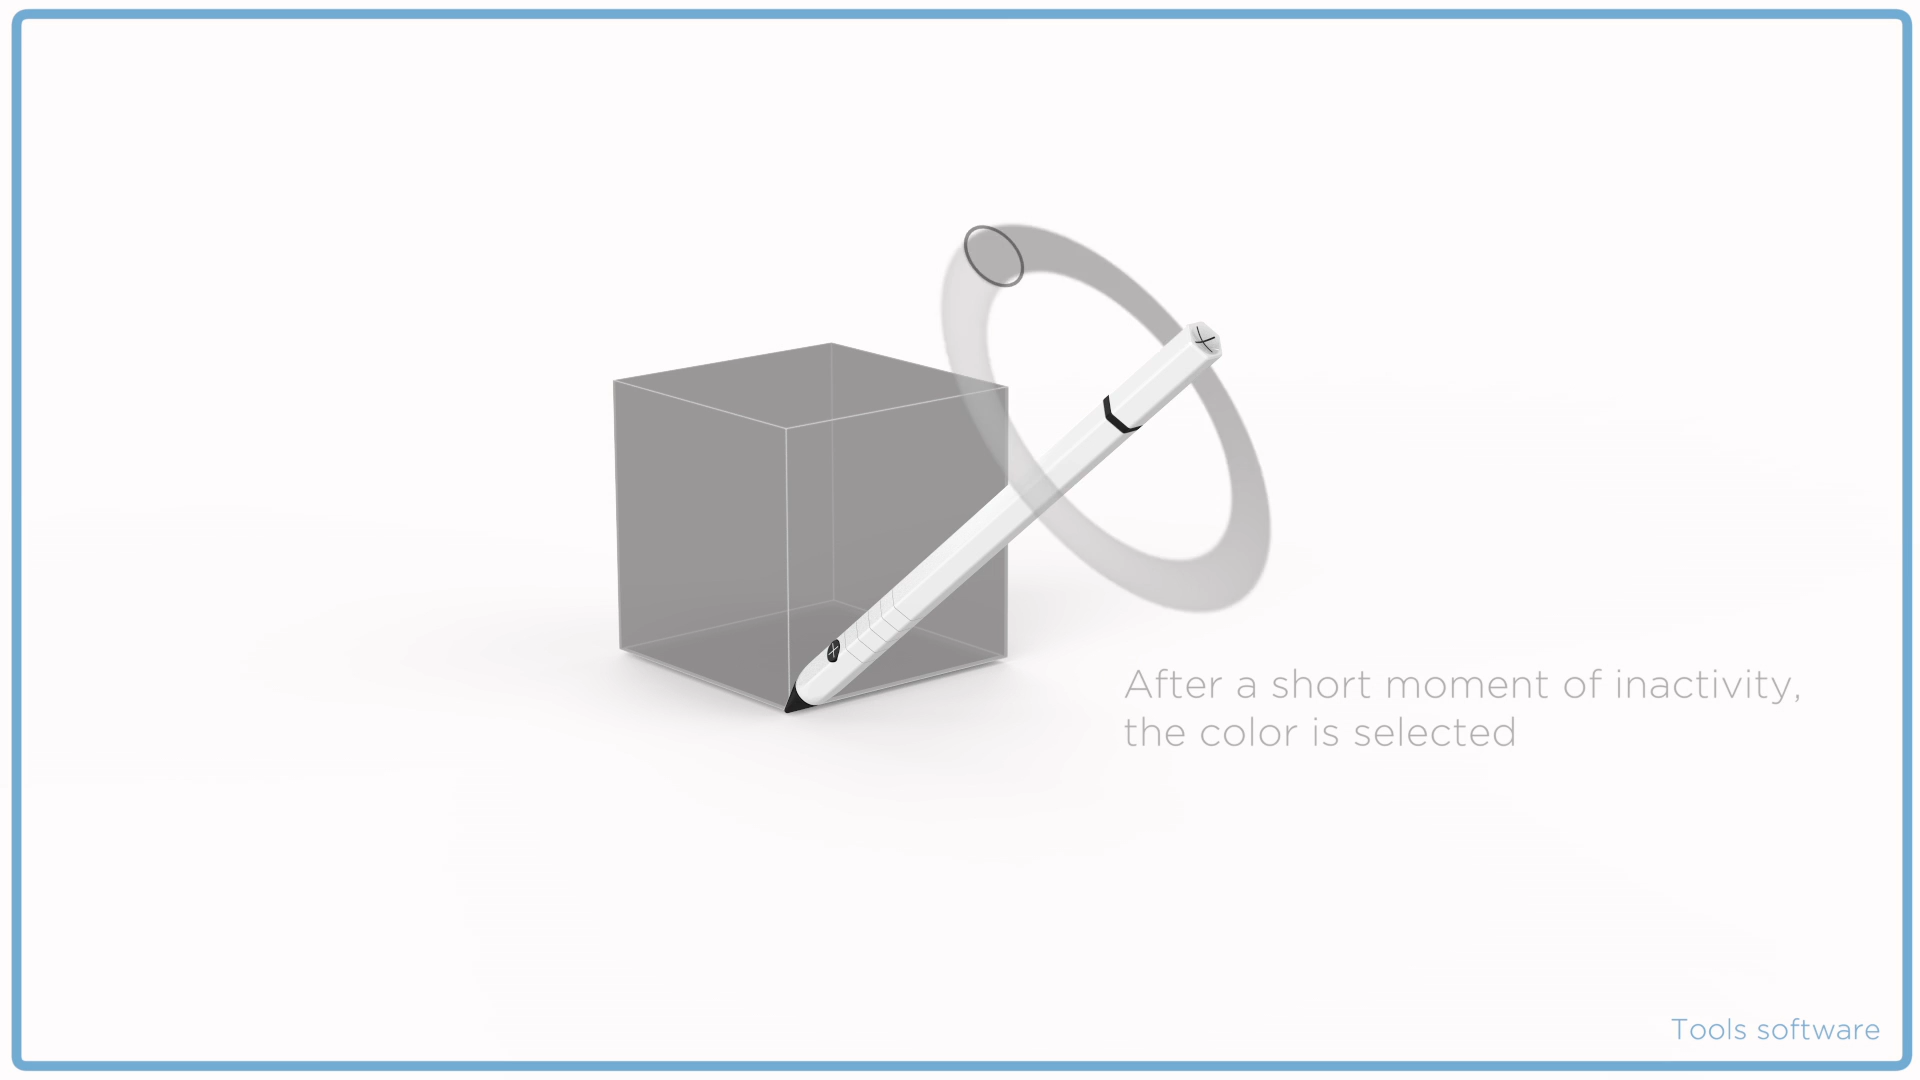 After a short moment of inactivity,
the color is selected
Tools software